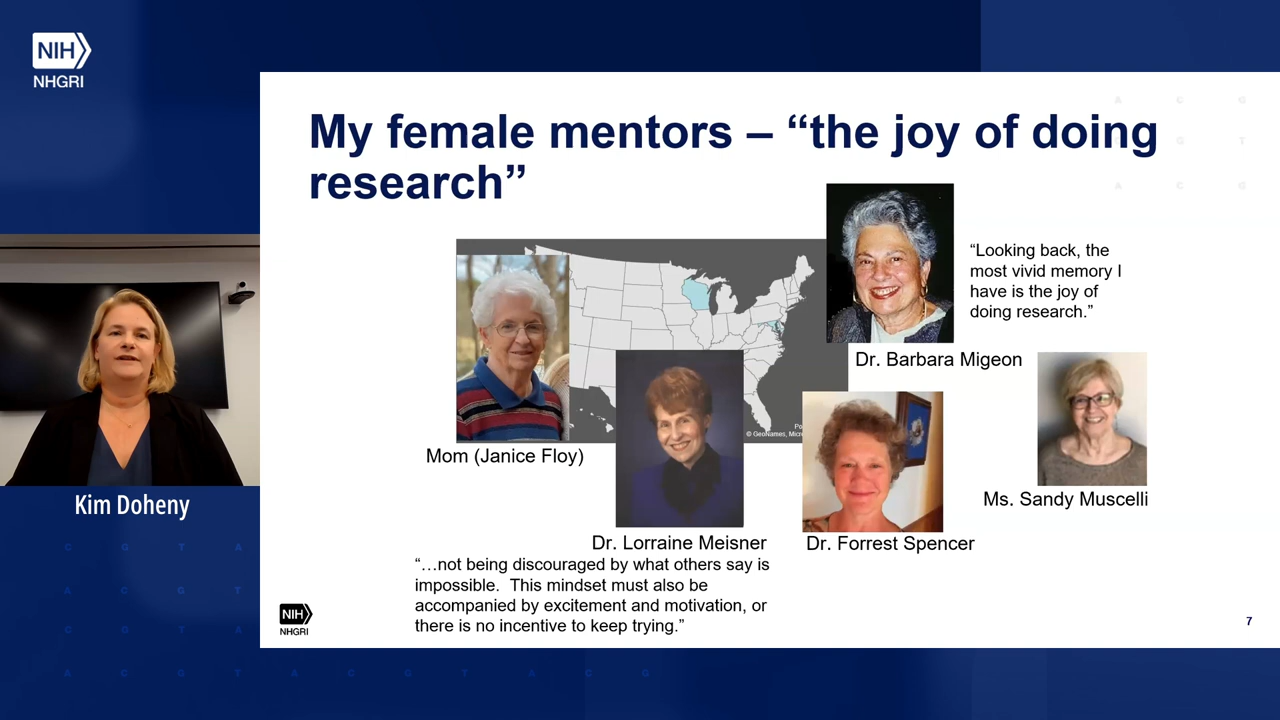 NIH
NHGRI
My female mentors – “the joy of doing
research”
“Looking back, the
most vivid memory I
have is the joy of
doing research.”
Dr. Barbara Migeon
© GeoNames, Micro
Mom (Janice Floy)
Ms. Sandy Muscelli
Kim Doheny
Dr. Lorraine Meisner
Dr. Forrest Spencer
“…not being discouraged by what others say is
impossible.  This mindset must also be
accompanied by excitement and motivation, or
there is no incentive to keep trying.”
NIH
NHGRI
7
C G T A
A C G T
C G T A
A C G T A C G T A C G